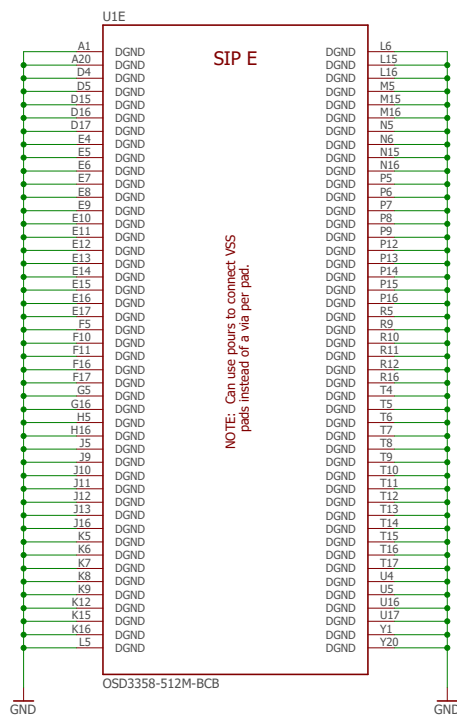 U1E
SIP E
A1 DGND DGND L6
A20 DGND DGND L15
D4 DGND DGND L16
D5 DGND DGND M5
D15 DGND DGND M15
D16 DGND DGND M16
D17 DGND DGND N5
E4 DGND DGND N6
E5 DGND DGND N15
E6 DGND DGND N16
E7 DGND DGND P5
E8 DGND DGND P6
E9 DGND DGND P7
E10 DGND DGND P8
E11 DGND DGND P9
E12 DGND DGND P12
E13 DGND DGND P13
E14 DGND DGND P14
E15 DGND DGND P15
E16 DGND DGND P16
E17 DGND DGND R5
F5 DGND DGND R9
F10 DGND DGND R10
F11 DGND DGND R11
F16 DGND DGND R12
F17 DGND DGND R16
G5 DGND DGND T4
G16 DGND DGND T5
H5 DGND DGND T6
H16 DGND DGND T7
J5 DGND DGND T8
J9 DGND DGND T9
J10 DGND DGND T10
J11 DGND DGND T11
J12 DGND DGND T12
J13 DGND DGND T13
J16 DGND DGND T14
K5 DGND DGND T15
K6 DGND DGND T16
K7 DGND DGND T17
K8 DGND DGND U4
K9 DGND DGND U5
K12 DGND DGND U16
K15 DGND DGND U17
K16 DGND DGND Y1
L5 DGND DGND Y20
NOTE: Can use pours to connect VSS
pads instead of a via per pad.
OSD3358-512M-BCB
GND
GND